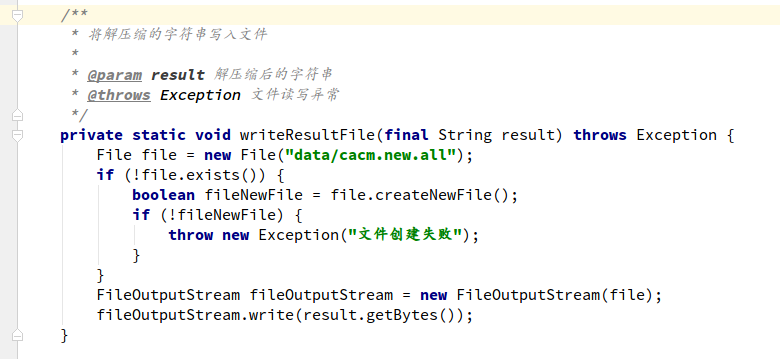 /**
 * 将解压缩的字符串写入文件
 *
 * @param result 解压缩后的字符串
 * @throws Exception 文件读写异常
 */
private static void writeResultFile(final String result) throws Exception {
    File file = new File("data/cacm.new.all");
    if (!file.exists()) {
        boolean fileNewFile = file.createNewFile();
        if (!fileNewFile) {
            throw new Exception("文件创建失败");
        }
    }
    FileOutputStream fileOutputStream = new FileOutputStream(file);
    fileOutputStream.write(result.getBytes());
}